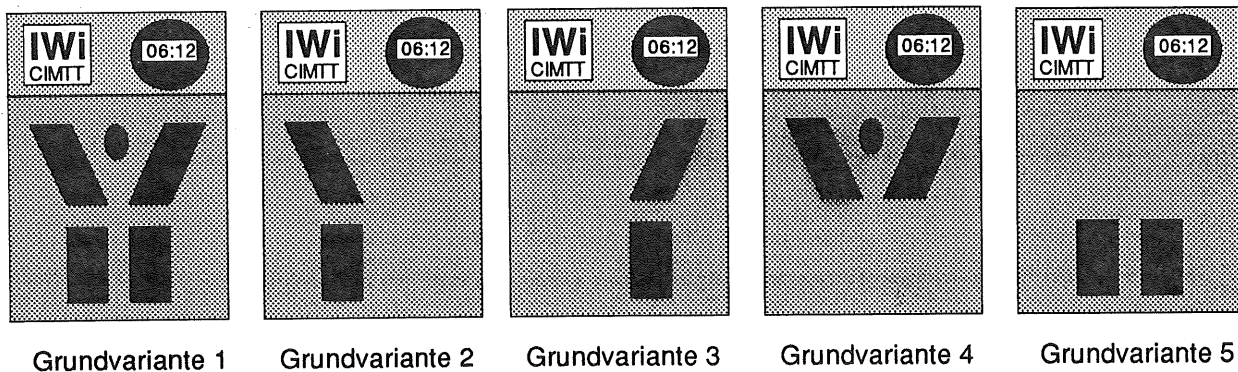 IWi
CIMTT
06:12
IWi
CIMTT
06:12
IWi
CIMTT
06:12
IWi
CIMTT
06:12
IWi
CIMTT
06:12
Grundvariante 1
Grundvariante 2
Grundvariante 3
Grundvariante 4
Grundvariante 5